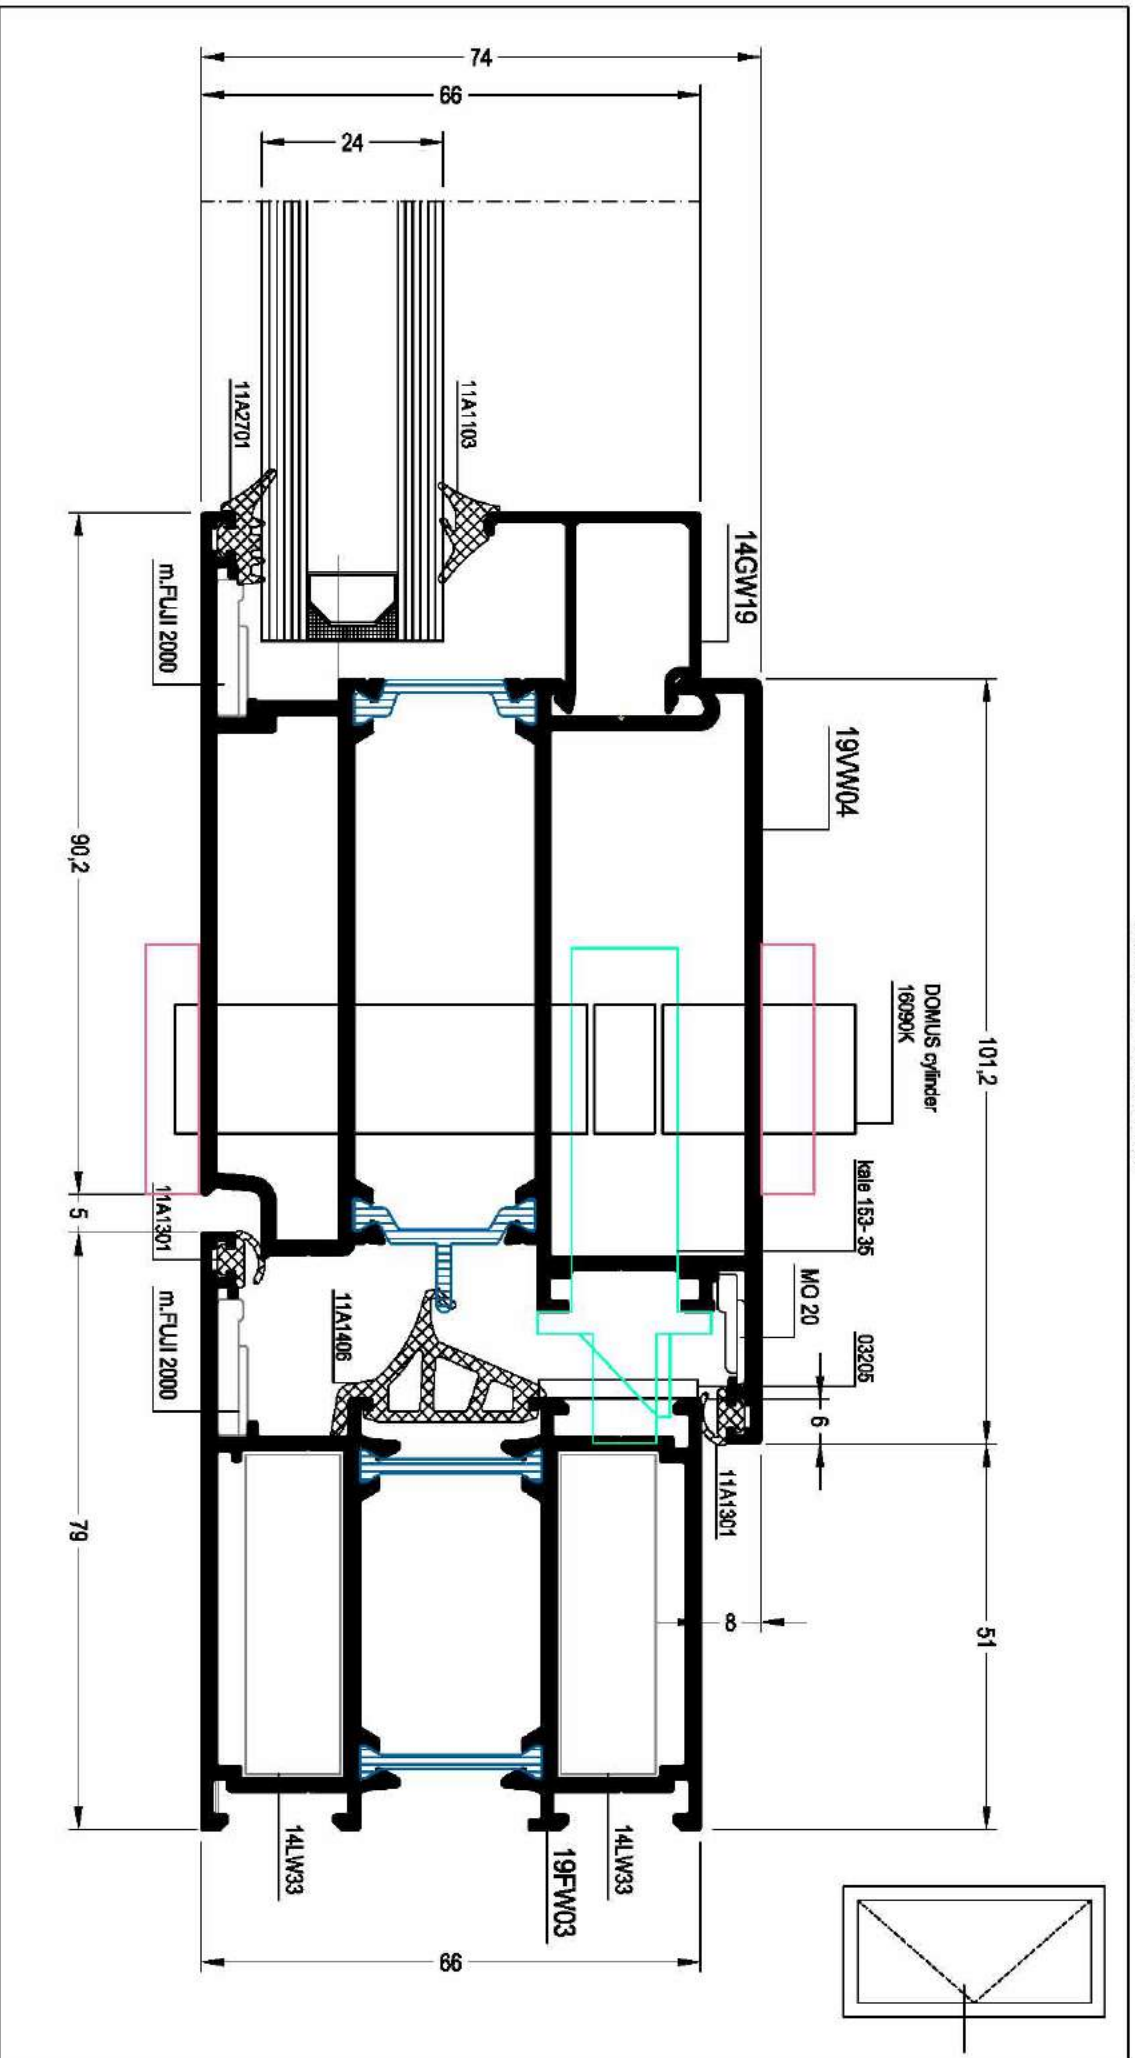 74
66
24
11A2701
11A1103
m.FUJI 2000
14GW19
19VW04
90,2
101,2
DOMUS cylinder
16090K
kale 153-35
MO 20
03205
5
11A1301
m.FUJI 2000
11A1406
6
11A1301
79
8
51
14LW33
14LW33
19FW03
66